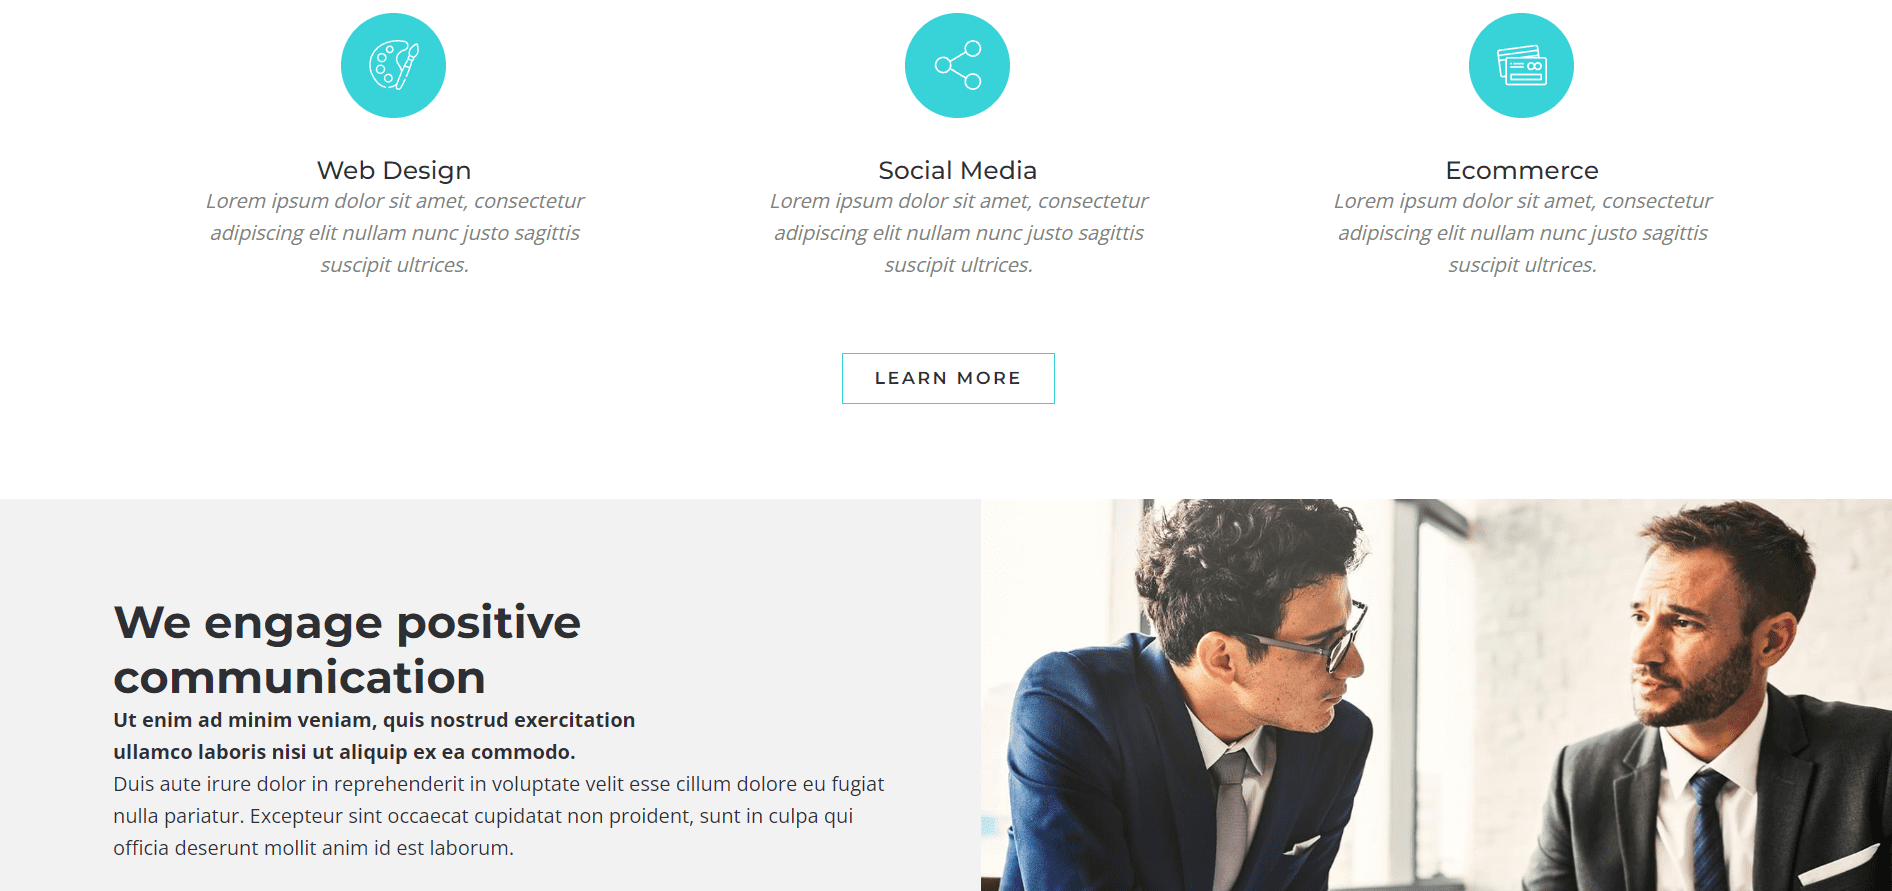 Web Design
Lorem ipsum dolor sit amet, consectetur
adipiscing elit nullam nunc justo sagittis
suscipit ultrices.
Social Media
Lorem ipsum dolor sit amet, consectetur
adipiscing elit nullam nunc justo sagittis
suscipit ultrices.
Ecommerce
Lorem ipsum dolor sit amet, consectetur
adipiscing elit nullam nunc justo sagittis
suscipit ultrices.
LEARN MORE
We engage positive
communication
Ut enim ad minim veniam, quis nostrud exercitation
ullamco laboris nisi ut aliquip ex ea commodo.
Duis aute irure dolor in reprehenderit in voluptate velit esse cillum dolore eu fugiat
nulla pariatur. Excepteur sint occaecat cupidatat non proident, sunt in culpa qui
officia deserunt mollit anim id est laborum.